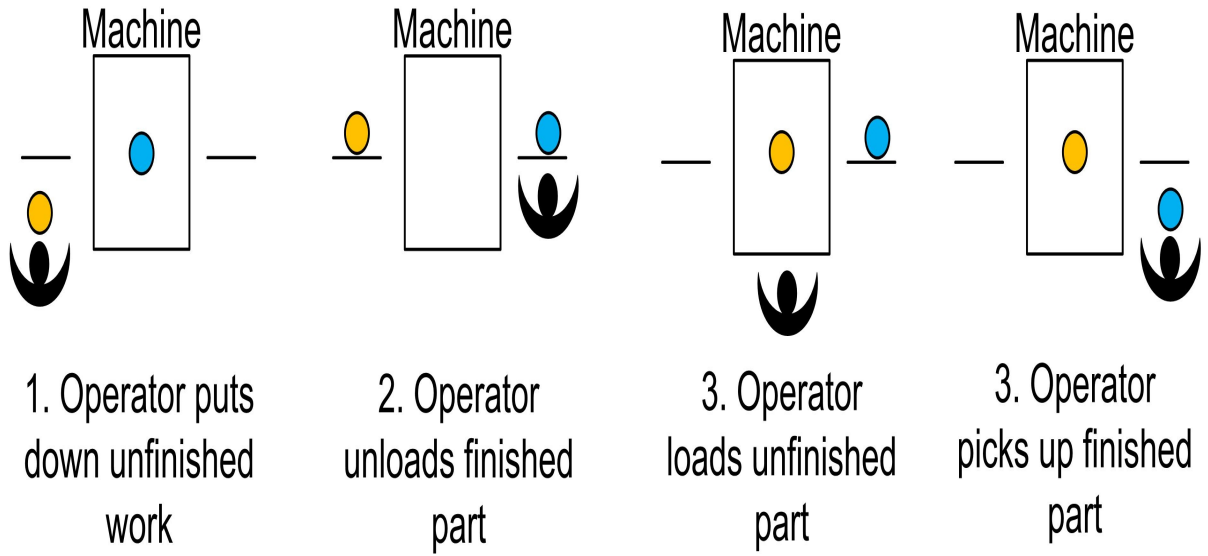 Machine
Machine
Machine
Machine
1. Operator puts
down unfinished
work
2. Operator
unloads finished
part
3. Operator
loads unfinished
part
3. Operator
picks up finished
part